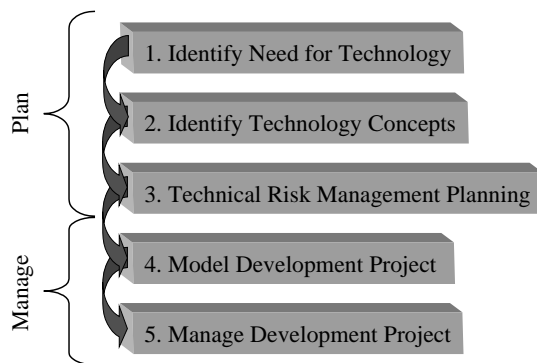 Plan
1. Identify Need for Technology
2. Identify Technology Concepts
3. Technical Risk Management Planning
Manage
4. Model Development Project
5. Manage Development Project